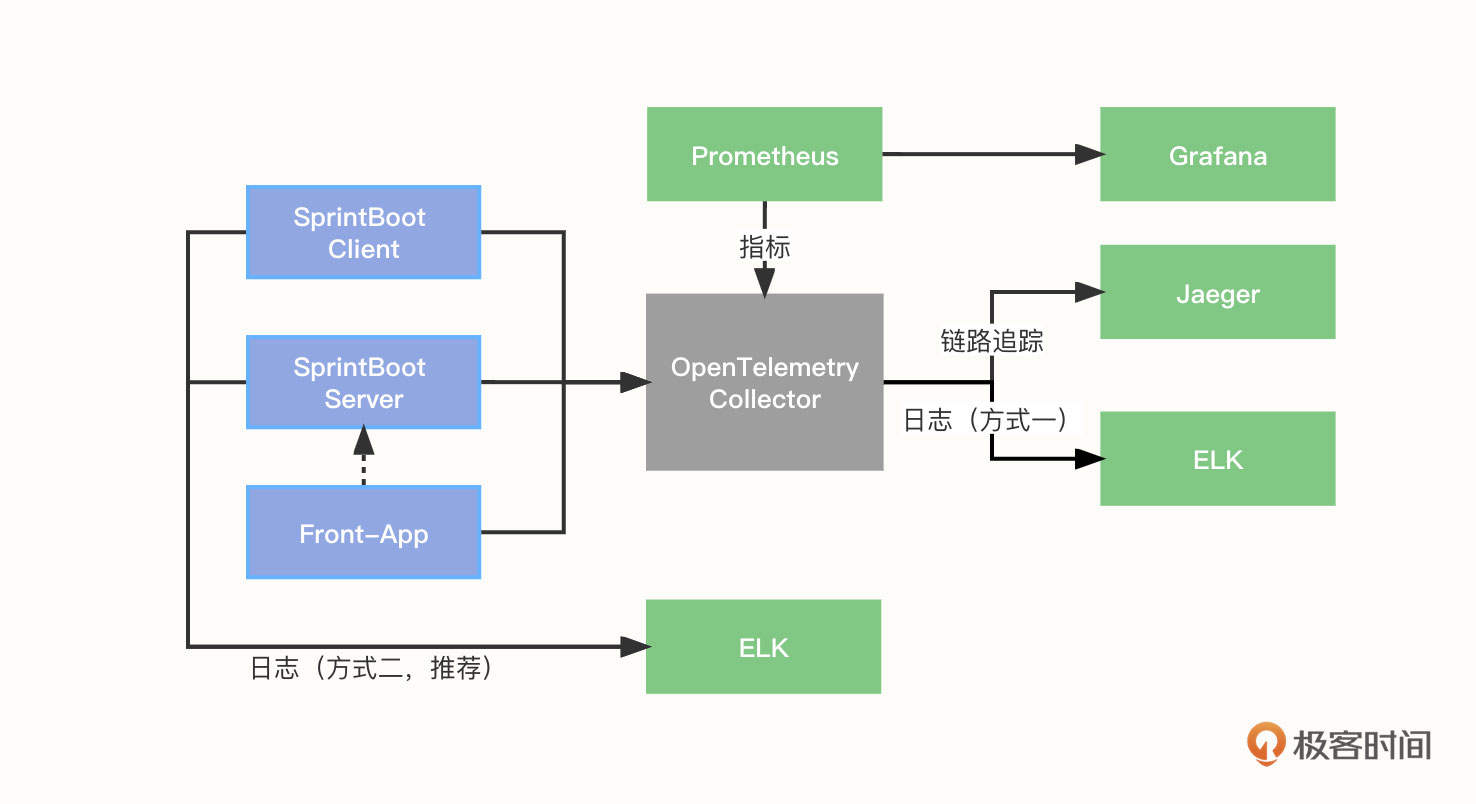 Prometheus
Grafana
SprintBoot
Client
指标
Jaeger
SprintBoot
Server
OpenTelemetry
Collector
链路追踪
日志（方式一）
ELK
Front-App
ELK
日志（方式二，推荐）
极客时间